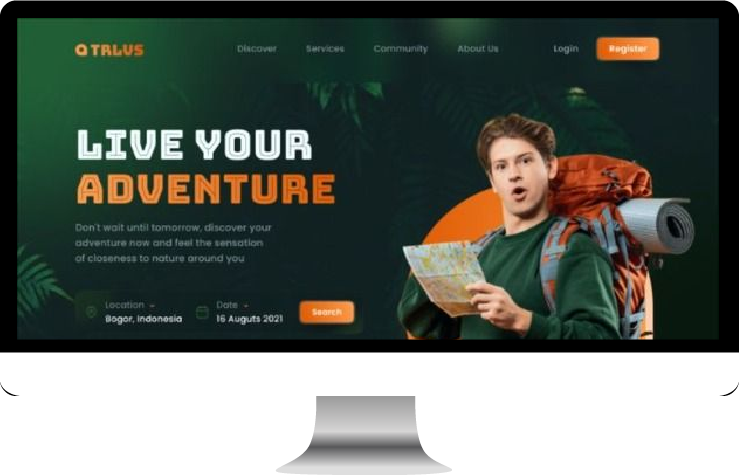 TRLVS
Discover Services Community About Us Login Register
LIVE YOUR
ADVENTURE
Don't wait until tomorrow, discover your
adventure now and feel the sensation
of closeness to nature around you
Location Date
Bogor, Indonesia 16 Auguts 2021 Search